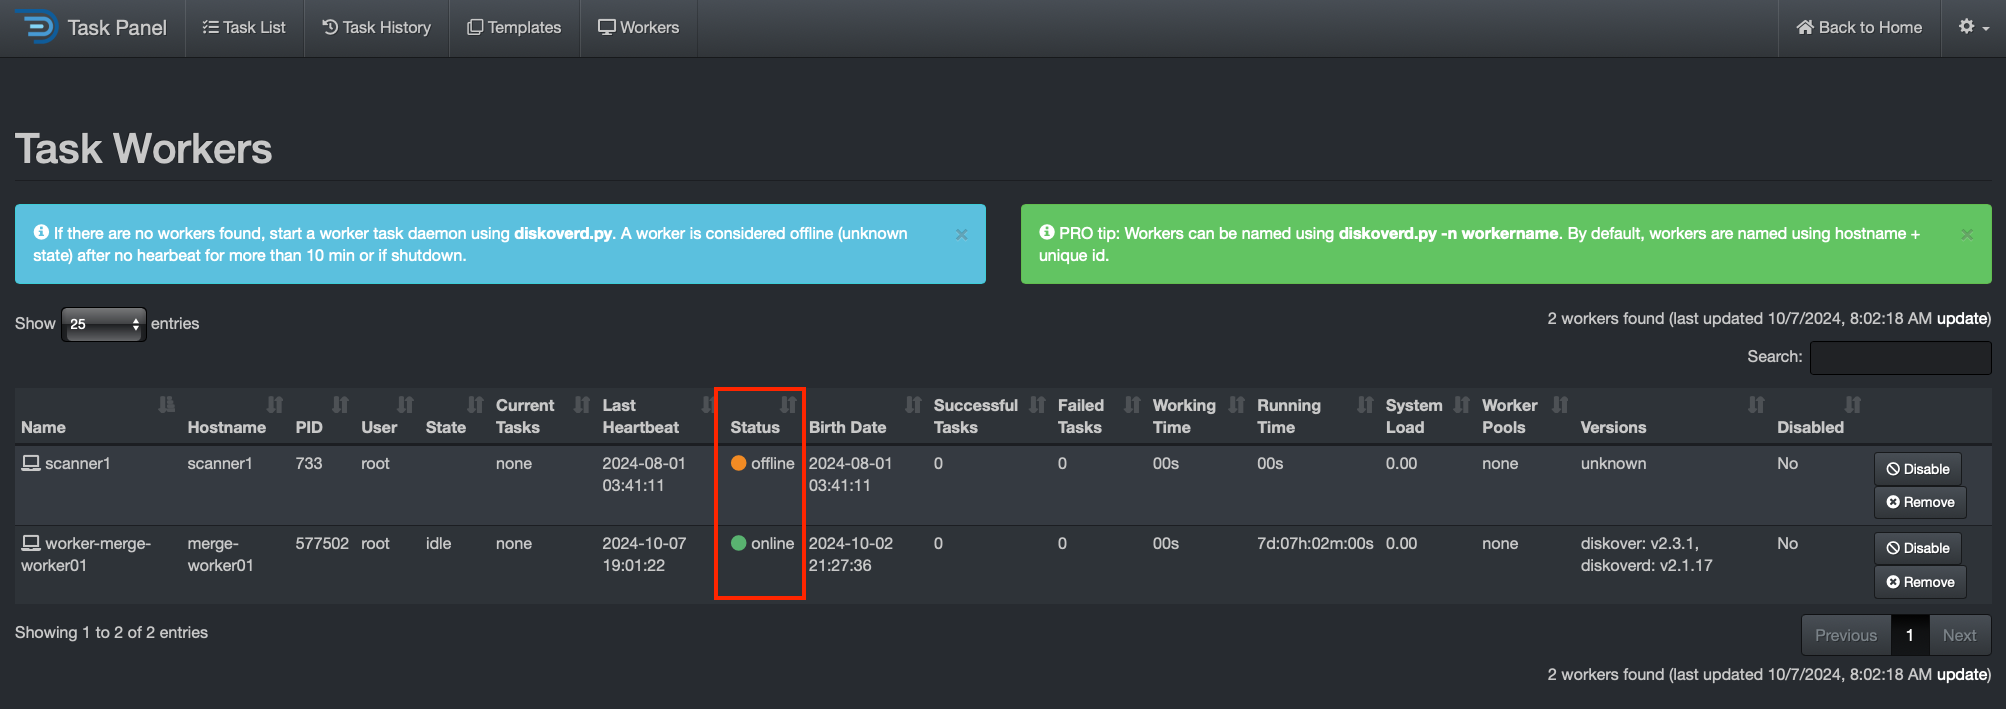 Task Panel
Task List
Task History
Templates
Workers
Back to Home
Task Workers
If there are no workers found, start a worker task daemon using diskoverd.py. A worker is considered offline (unknown
state) after no hearbeat for more than 10 min or if shutdown.
×
PRO tip: Workers can be named using diskoverd.py -n workername. By default, workers are named using hostname +
unique id.
×
Show 25 entries
2 workers found (last updated 10/7/2024, 8:02:18 AM update)
Search:
Name
Hostname
PID
User
State
Current
Tasks
Last
Heartbeat
Status
Birth Date
Successful
Tasks
Failed
Tasks
Working
Time
Running
Time
System
Load
Worker
Pools
Versions
Disabled
scanner1
scanner1
733
root
none
2024-08-01
03:41:11
offline
2024-08-01
03:41:11
0
0
00s
00s
0.00
none
unknown
No
Disable
Remove
worker-merge-
worker01
merge-
worker01
577502
root
idle
none
2024-10-07
19:01:22
online
2024-10-02
21:27:36
0
0
00s
7d:07h:02m:00s
0.00
none
diskover: v2.3.1,
diskoverd: v2.1.17
No
Disable
Remove
Showing 1 to 2 of 2 entries
Previous
1
Next
2 workers found (last updated 10/7/2024, 8:02:18 AM update)